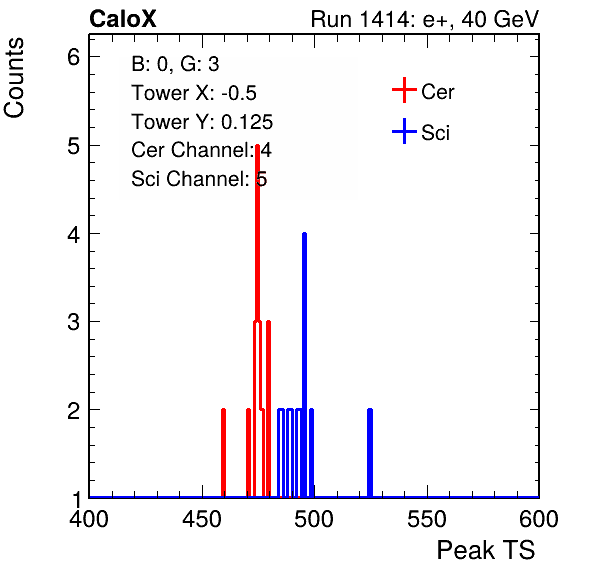 CaloX Run 1414: e+, 40 GeV
Counts
B: 0, G: 3
Tower X: -0.5
Tower Y: 0.125
Cer Channel: 4
Sci Channel: 5
Cer
Sci
6
5
4
3
2
1
400 450 500 550 600
Peak TS